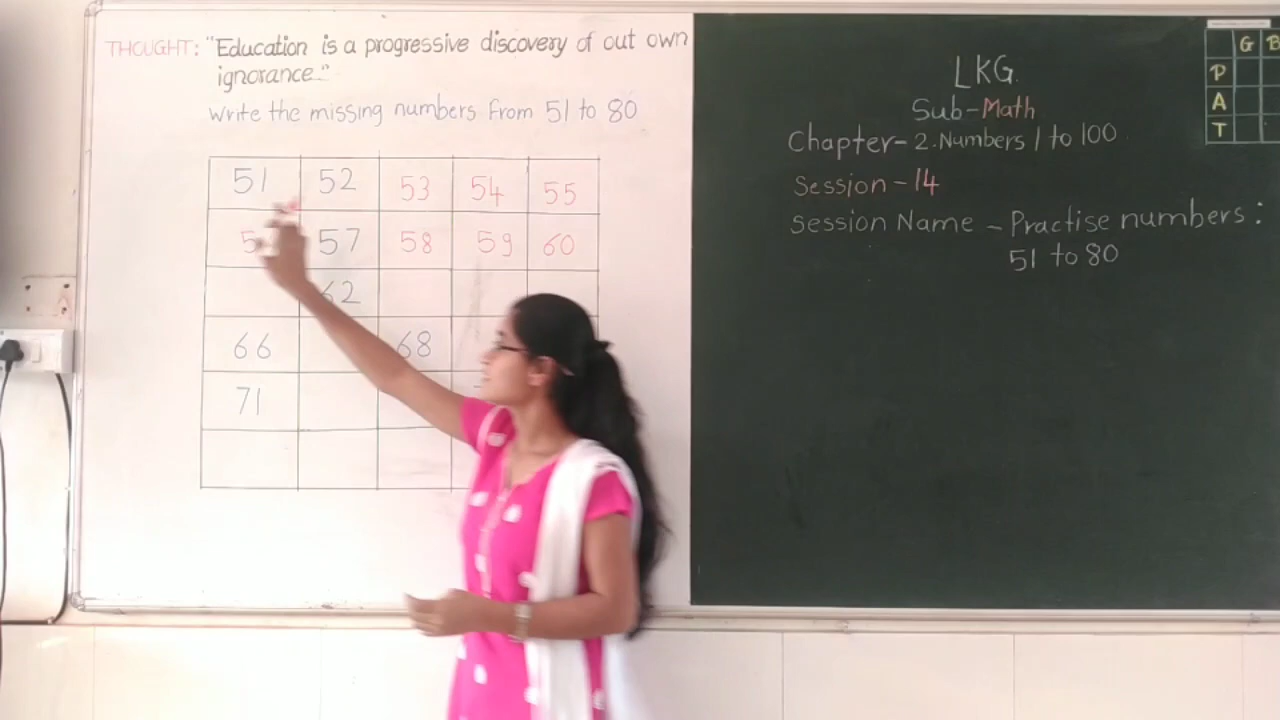 THOUGHT: "Education is a progressive discovery of out own
ignorance."
Write the missing numbers from 51 to 80
51 52 53 54 55
5 57 58 59 60
62
66 68
71
LKG
Sub-Math
Chapter-2.Numbers 1 to 100
Session-14
Session Name - Practise numbers:
51 to 80
G B
P
A
T